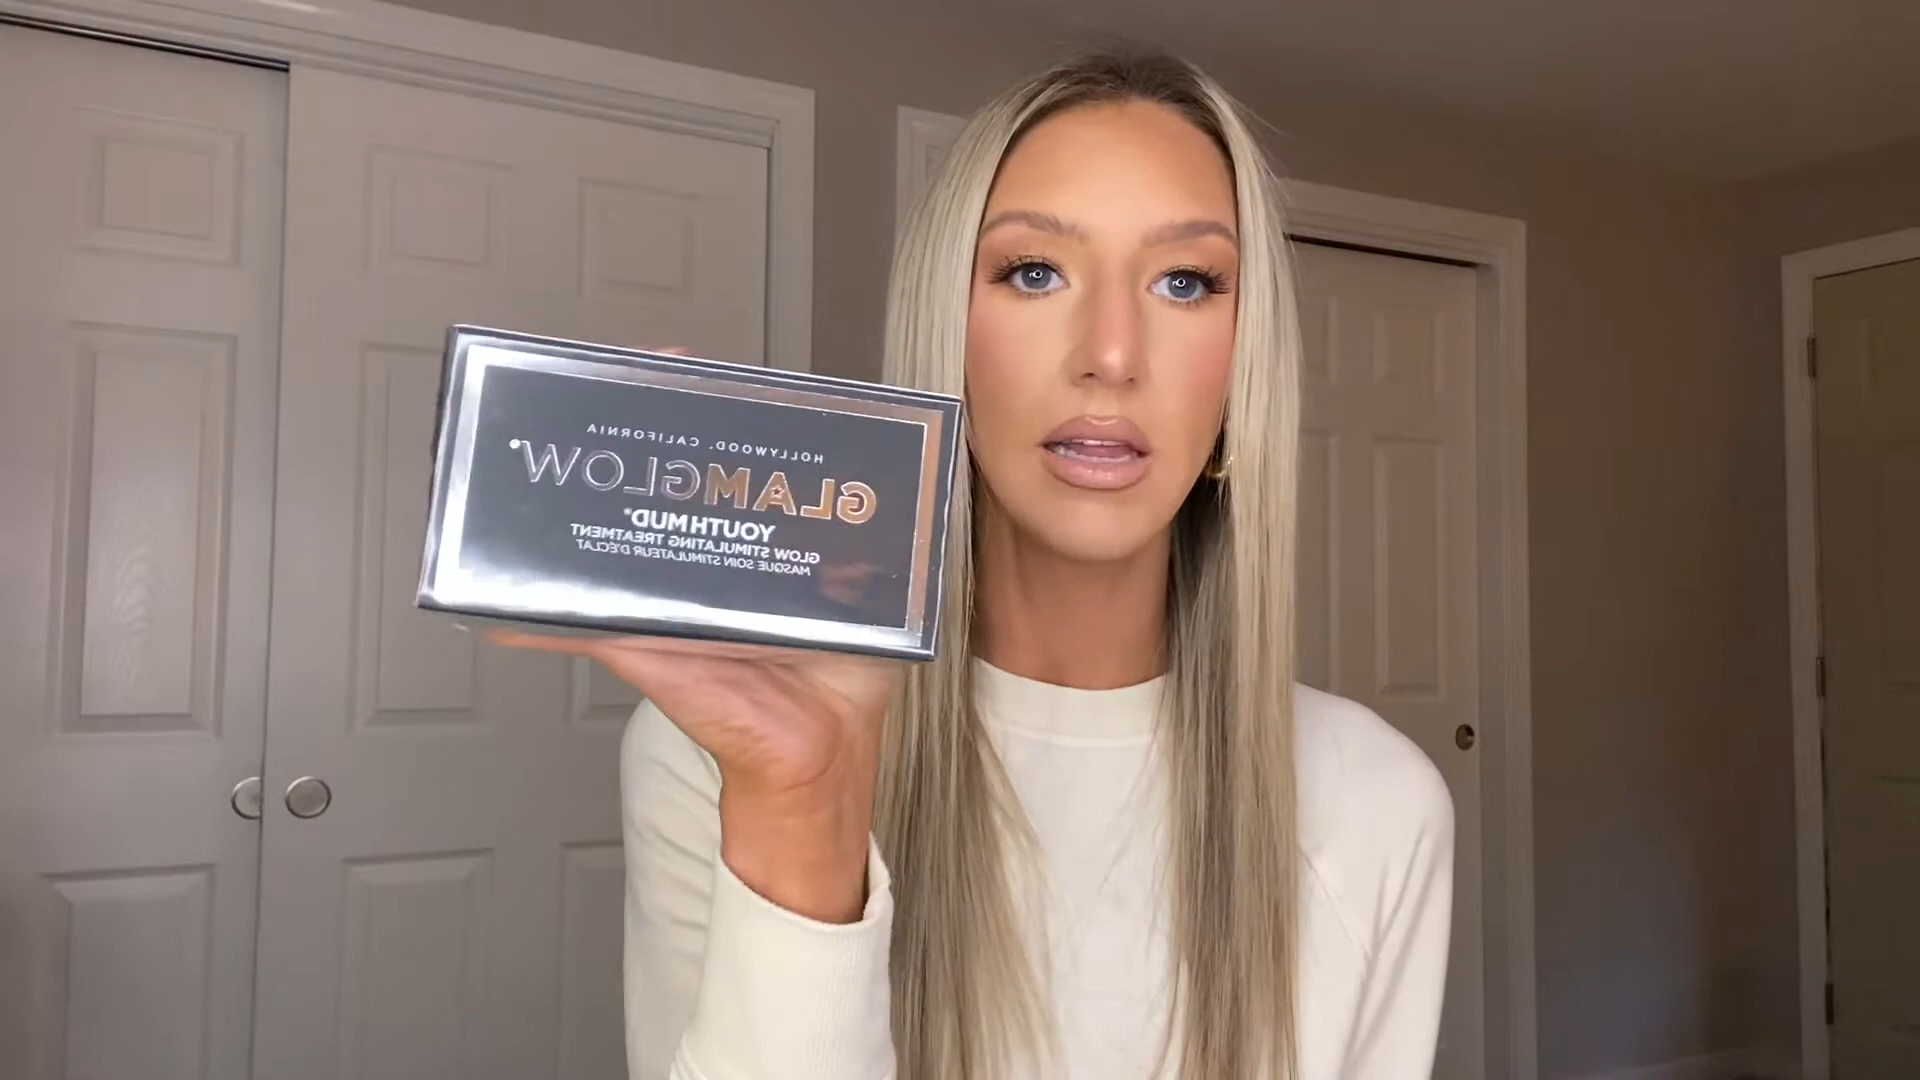 HOLLYWOOD. CALIFORNIA
GLAMGLOW®
YOUTHMUD®
GLOW STIMULATING TREATMENT
MASQUE SOIN STIMULATEUR D'ÉCLAT